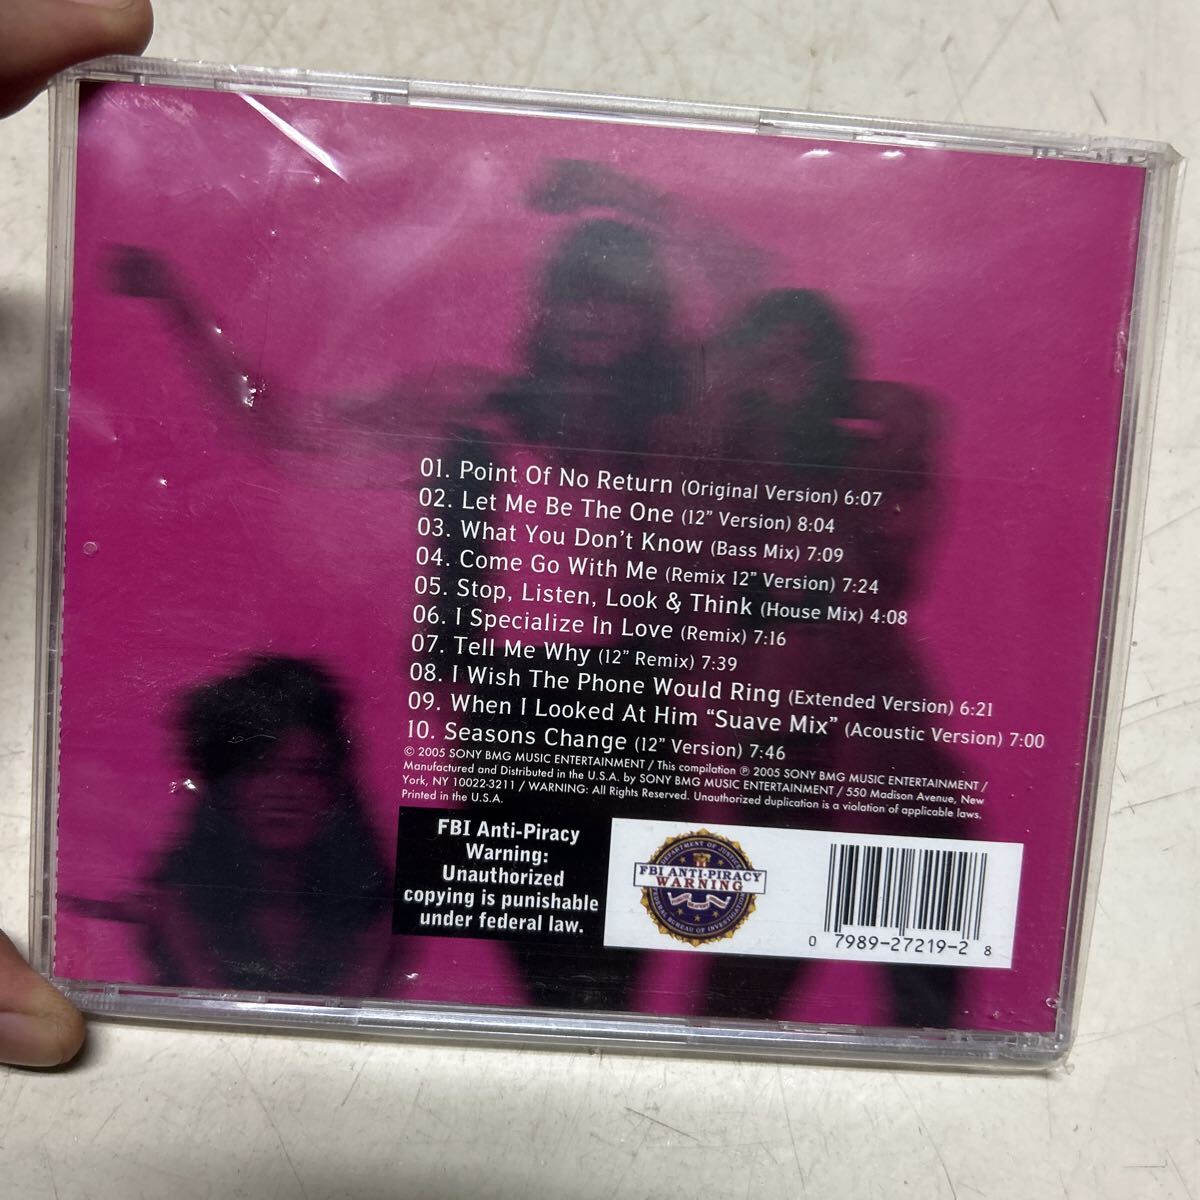 01. Point Of No Return (Original Version) 6:07
02. Let Me Be The One (12" Version) 8:04
03. What You Don't Know (Bass Mix) 7:09
04. Come Go With Me (Remix 12" Version) 7:24
05. Stop, Listen, Look & Think (House Mix) 4:08
06. I Specialize In Love (Remix) 7:16
07. Tell Me Why (12" Remix) 7:39
08. I Wish The Phone Would Ring (Extended Version) 6:21
09. When I Looked At Him "Suave Mix" (Acoustic Version) 7:00
10. Seasons Change (12" Version) 7:46
© 2005 SONY BMG MUSIC ENTERTAINMENT / This compilation ℗ 2005 SONY BMG MUSIC ENTERTAINMENT /
Manufactured and Distributed in the U.S.A. by SONY BMG MUSIC ENTERTAINMENT / 550 Madison Avenue, New
York, NY 10022-3211 / WARNING: All Rights Reserved. Unauthorized duplication is a violation of applicable laws.
Printed in the U.S.A.
FBI Anti-Piracy
Warning:
Unauthorized
copying is punishable
under federal law.
DEPARTMENT OF JUSTICE
FBI ANTI-PIRACY
WARNING
FEDERAL BUREAU OF INVESTIGATION
0 7989-27219-2 8